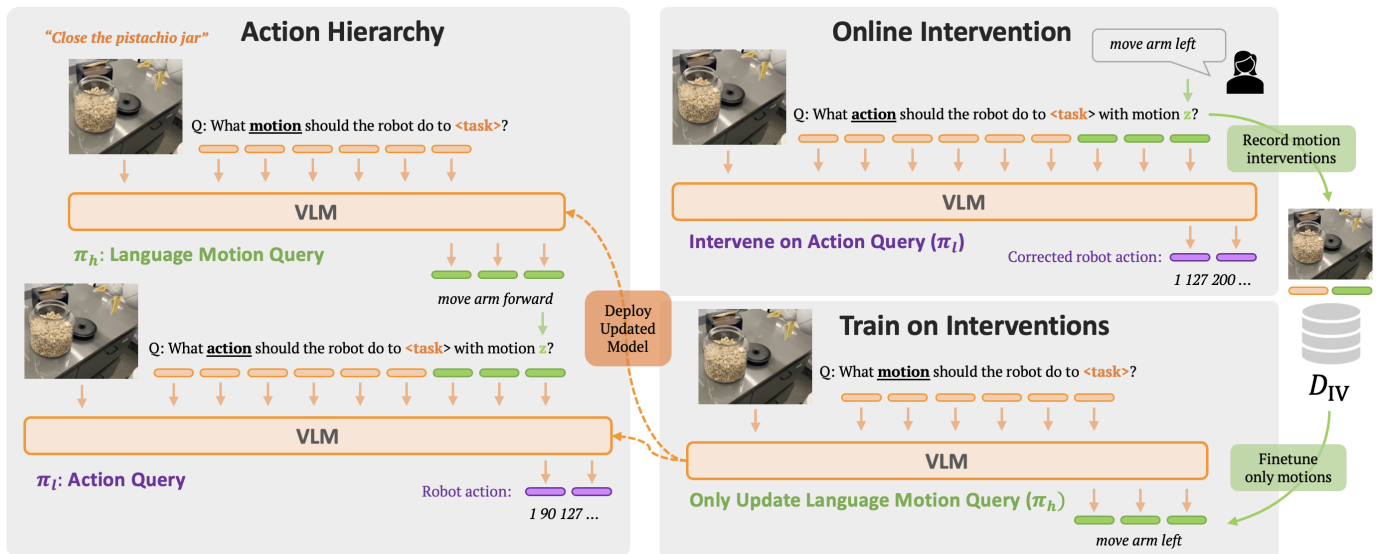 Action Hierarchy
“Close the pistachio jar”
Q: What motion should the robot do to <task>?
VLM
πh: Language Motion Query
move arm forward
Q: What action should the robot do to <task> with motion z?
VLM
πl: Action Query
Robot action:
1 90 127 ...
Deploy
Updated
Model
Online Intervention
move arm left
Q: What action should the robot do to <task> with motion z?
VLM
Intervene on Action Query (πl)
Corrected robot action:
1 127 200 ...
Record motion
interventions
DIV
Finetune
only motions
Train on Interventions
Q: What motion should the robot do to <task>?
VLM
Only Update Language Motion Query (πh)
move arm left